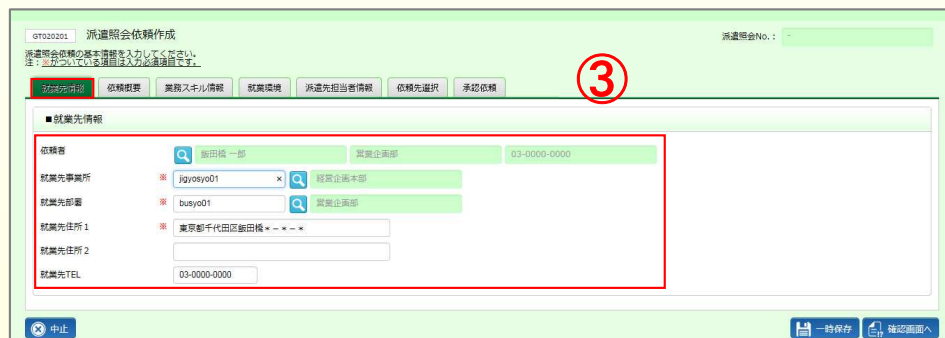 GT020201 派遣照会依頼作成 派遣照会No.: -
派遣照会依頼の基本情報を入力してください。
注：※がついている項目は入力必須項目です。
就業先情報 依頼概要 業務スキル情報 就業環境 派遣先担当者情報 依頼先選択 承認依頼
③
■就業先情報
依頼者 飯田橋 一郎 営業企画部 03-0000-0000
就業先事業所 ※ jigyosyo01 × 経営企画本部
就業先部署 ※ busyo01 営業企画部
就業先住所1 ※ 東京都千代田区飯田橋＊－＊－＊
就業先住所2
就業先TEL 03-0000-0000
中止 一時保存 確認画面へ